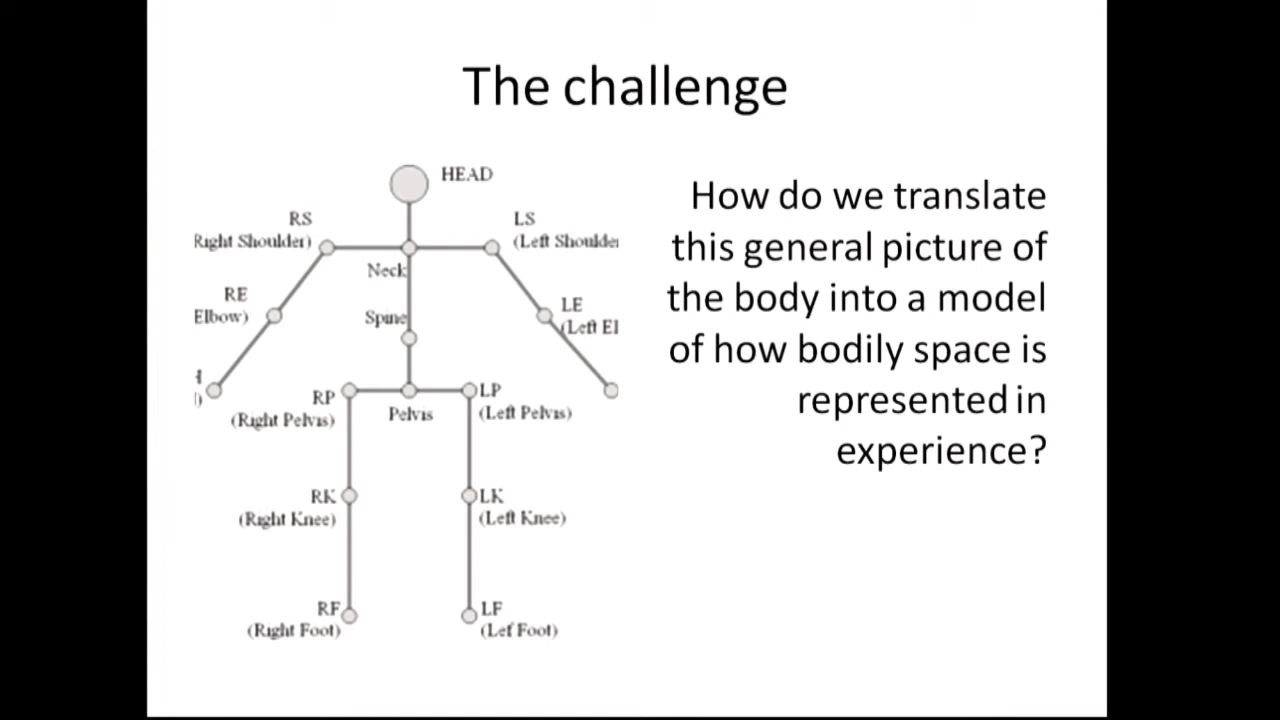 The challenge
HEAD
RS
Right Shoulder)
LS
(Left Shoulder
Neck
RE
Elbow)
LE
(Left El
Spine
RP
(Right Pelvis)
Pelvis
LP
(Left Pelvis)
RK
(Right Knee)
LK
(Left Knee)
RF
(Right Foot)
LF
(Lef Foot)
How do we translate
this general picture of
the body into a model
of how bodily space is
represented in
experience?